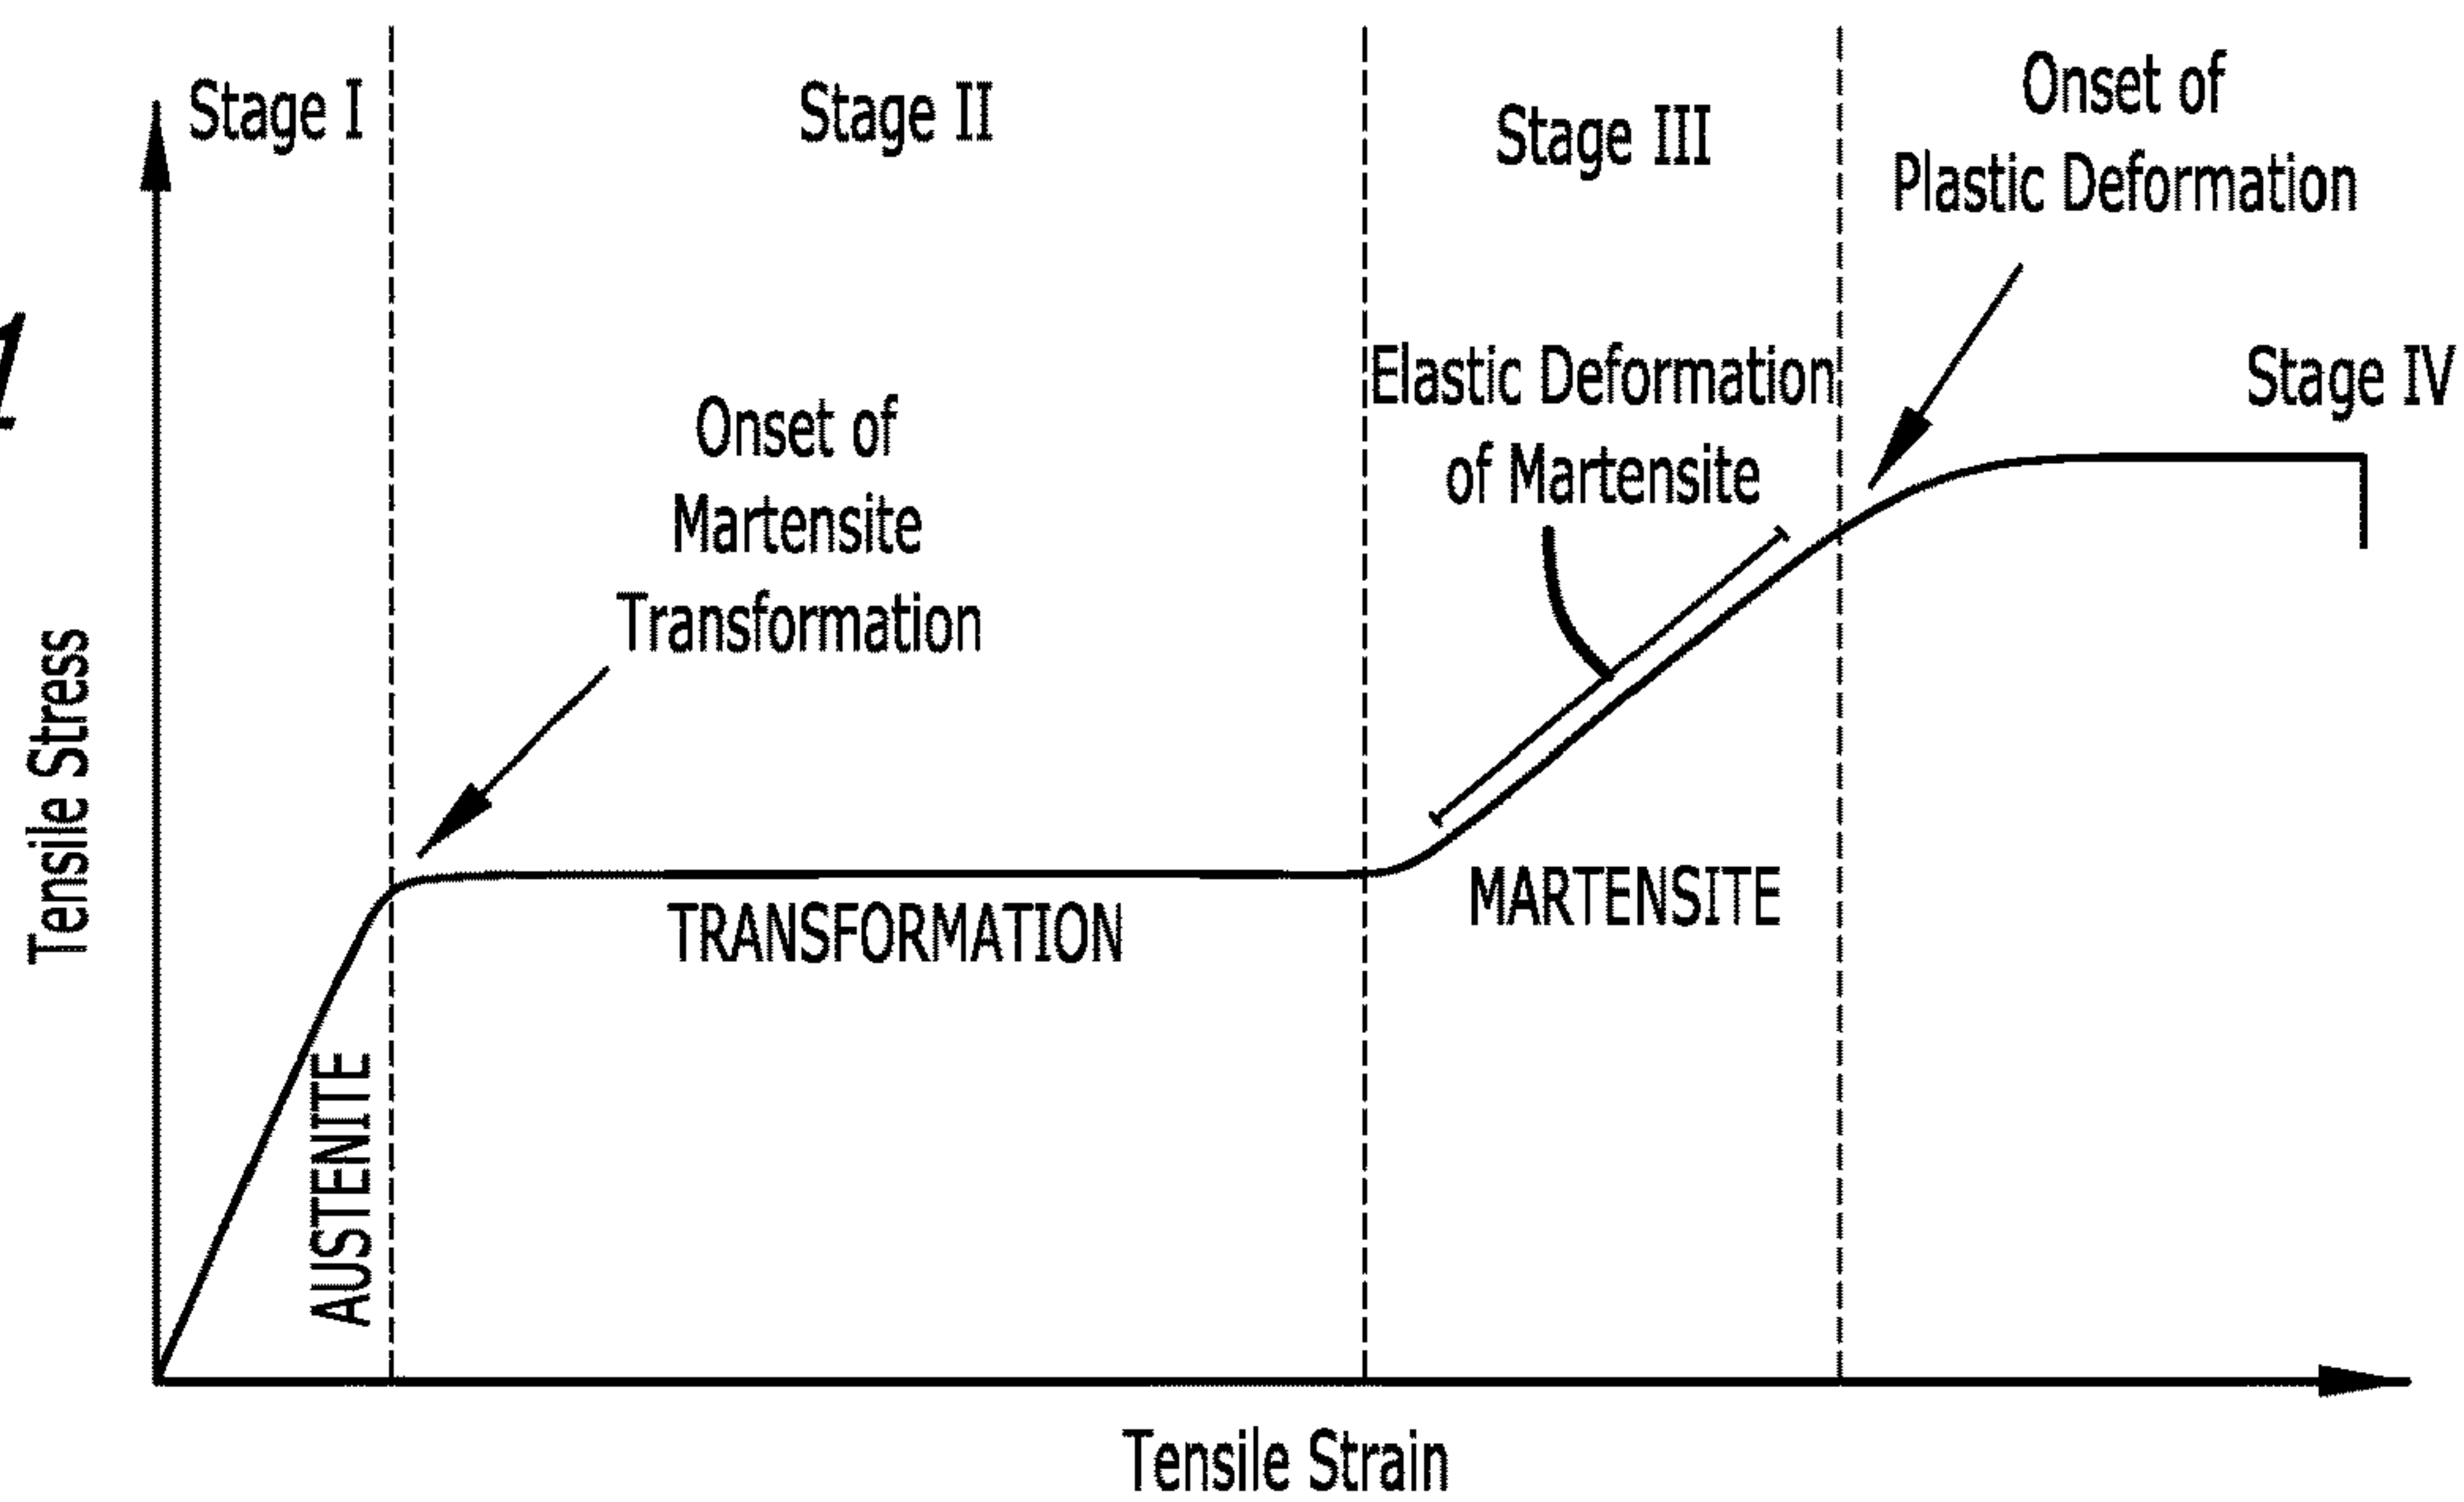 Stage I
Stage II
Stage III
Onset of
Plastic Deformation
Stage IV
Elastic Deformation
of Martensite
Onset of
Martensite
Transformation
Tensile Stress
TRANSFORMATION
MARTENSITE
AUSTENITE
Tensile Strain